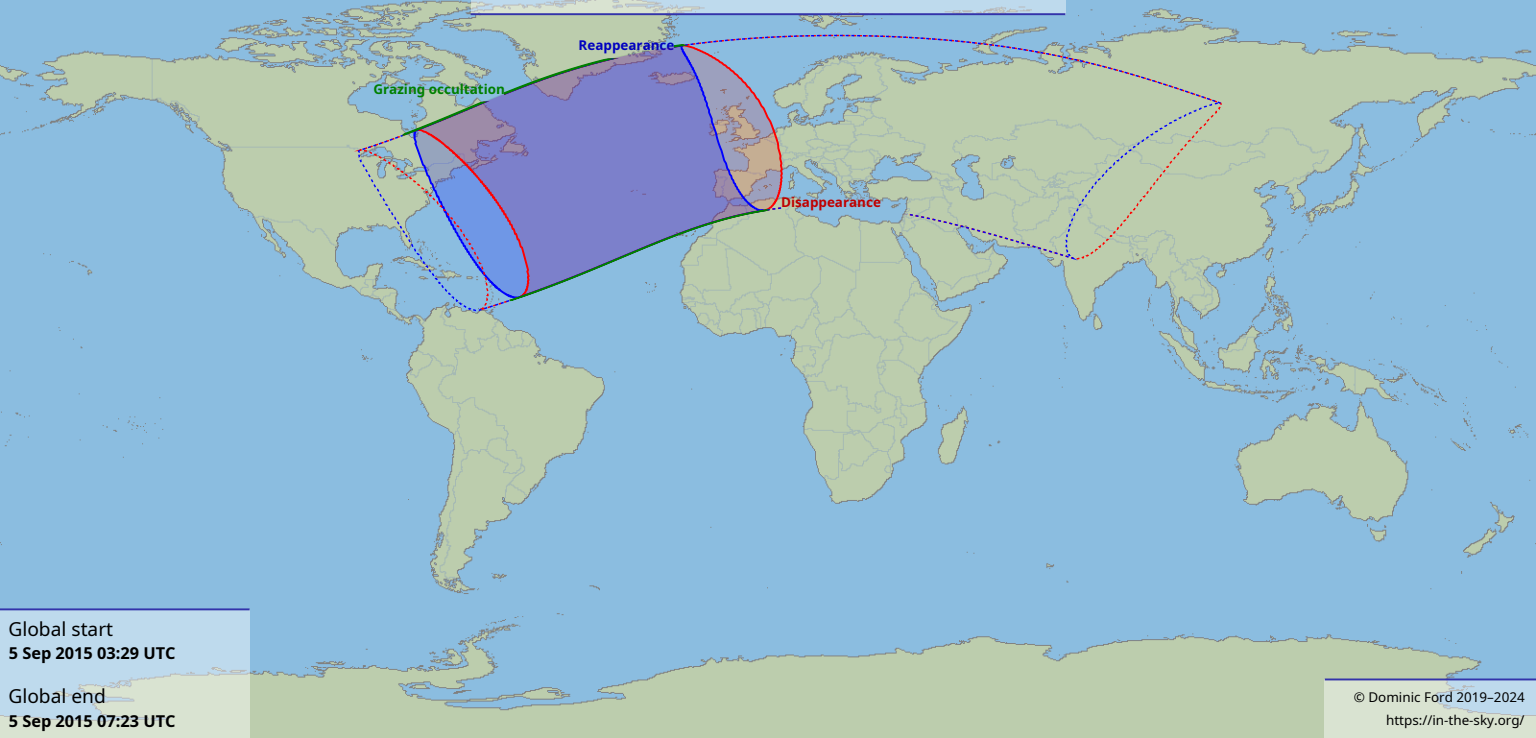 Reappearance
Grazing occultation
Disappearance
Global start
5 Sep 2015 03:29 UTC
Global end
5 Sep 2015 07:23 UTC
© Dominic Ford 2019–2024
https://in-the-sky.org/